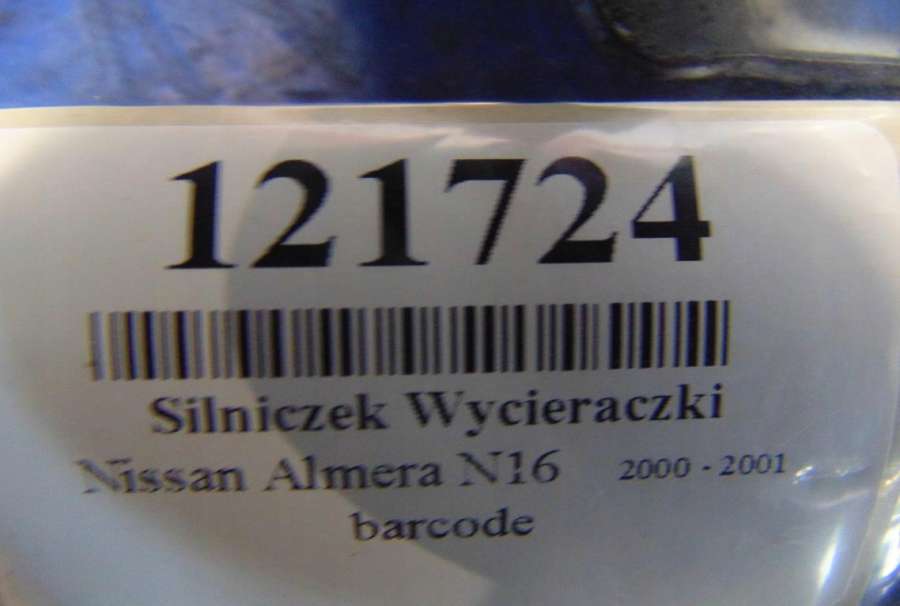 121724
Silniczek Wycieraczki
Nissan Almera N16 2000 - 2001
barcode